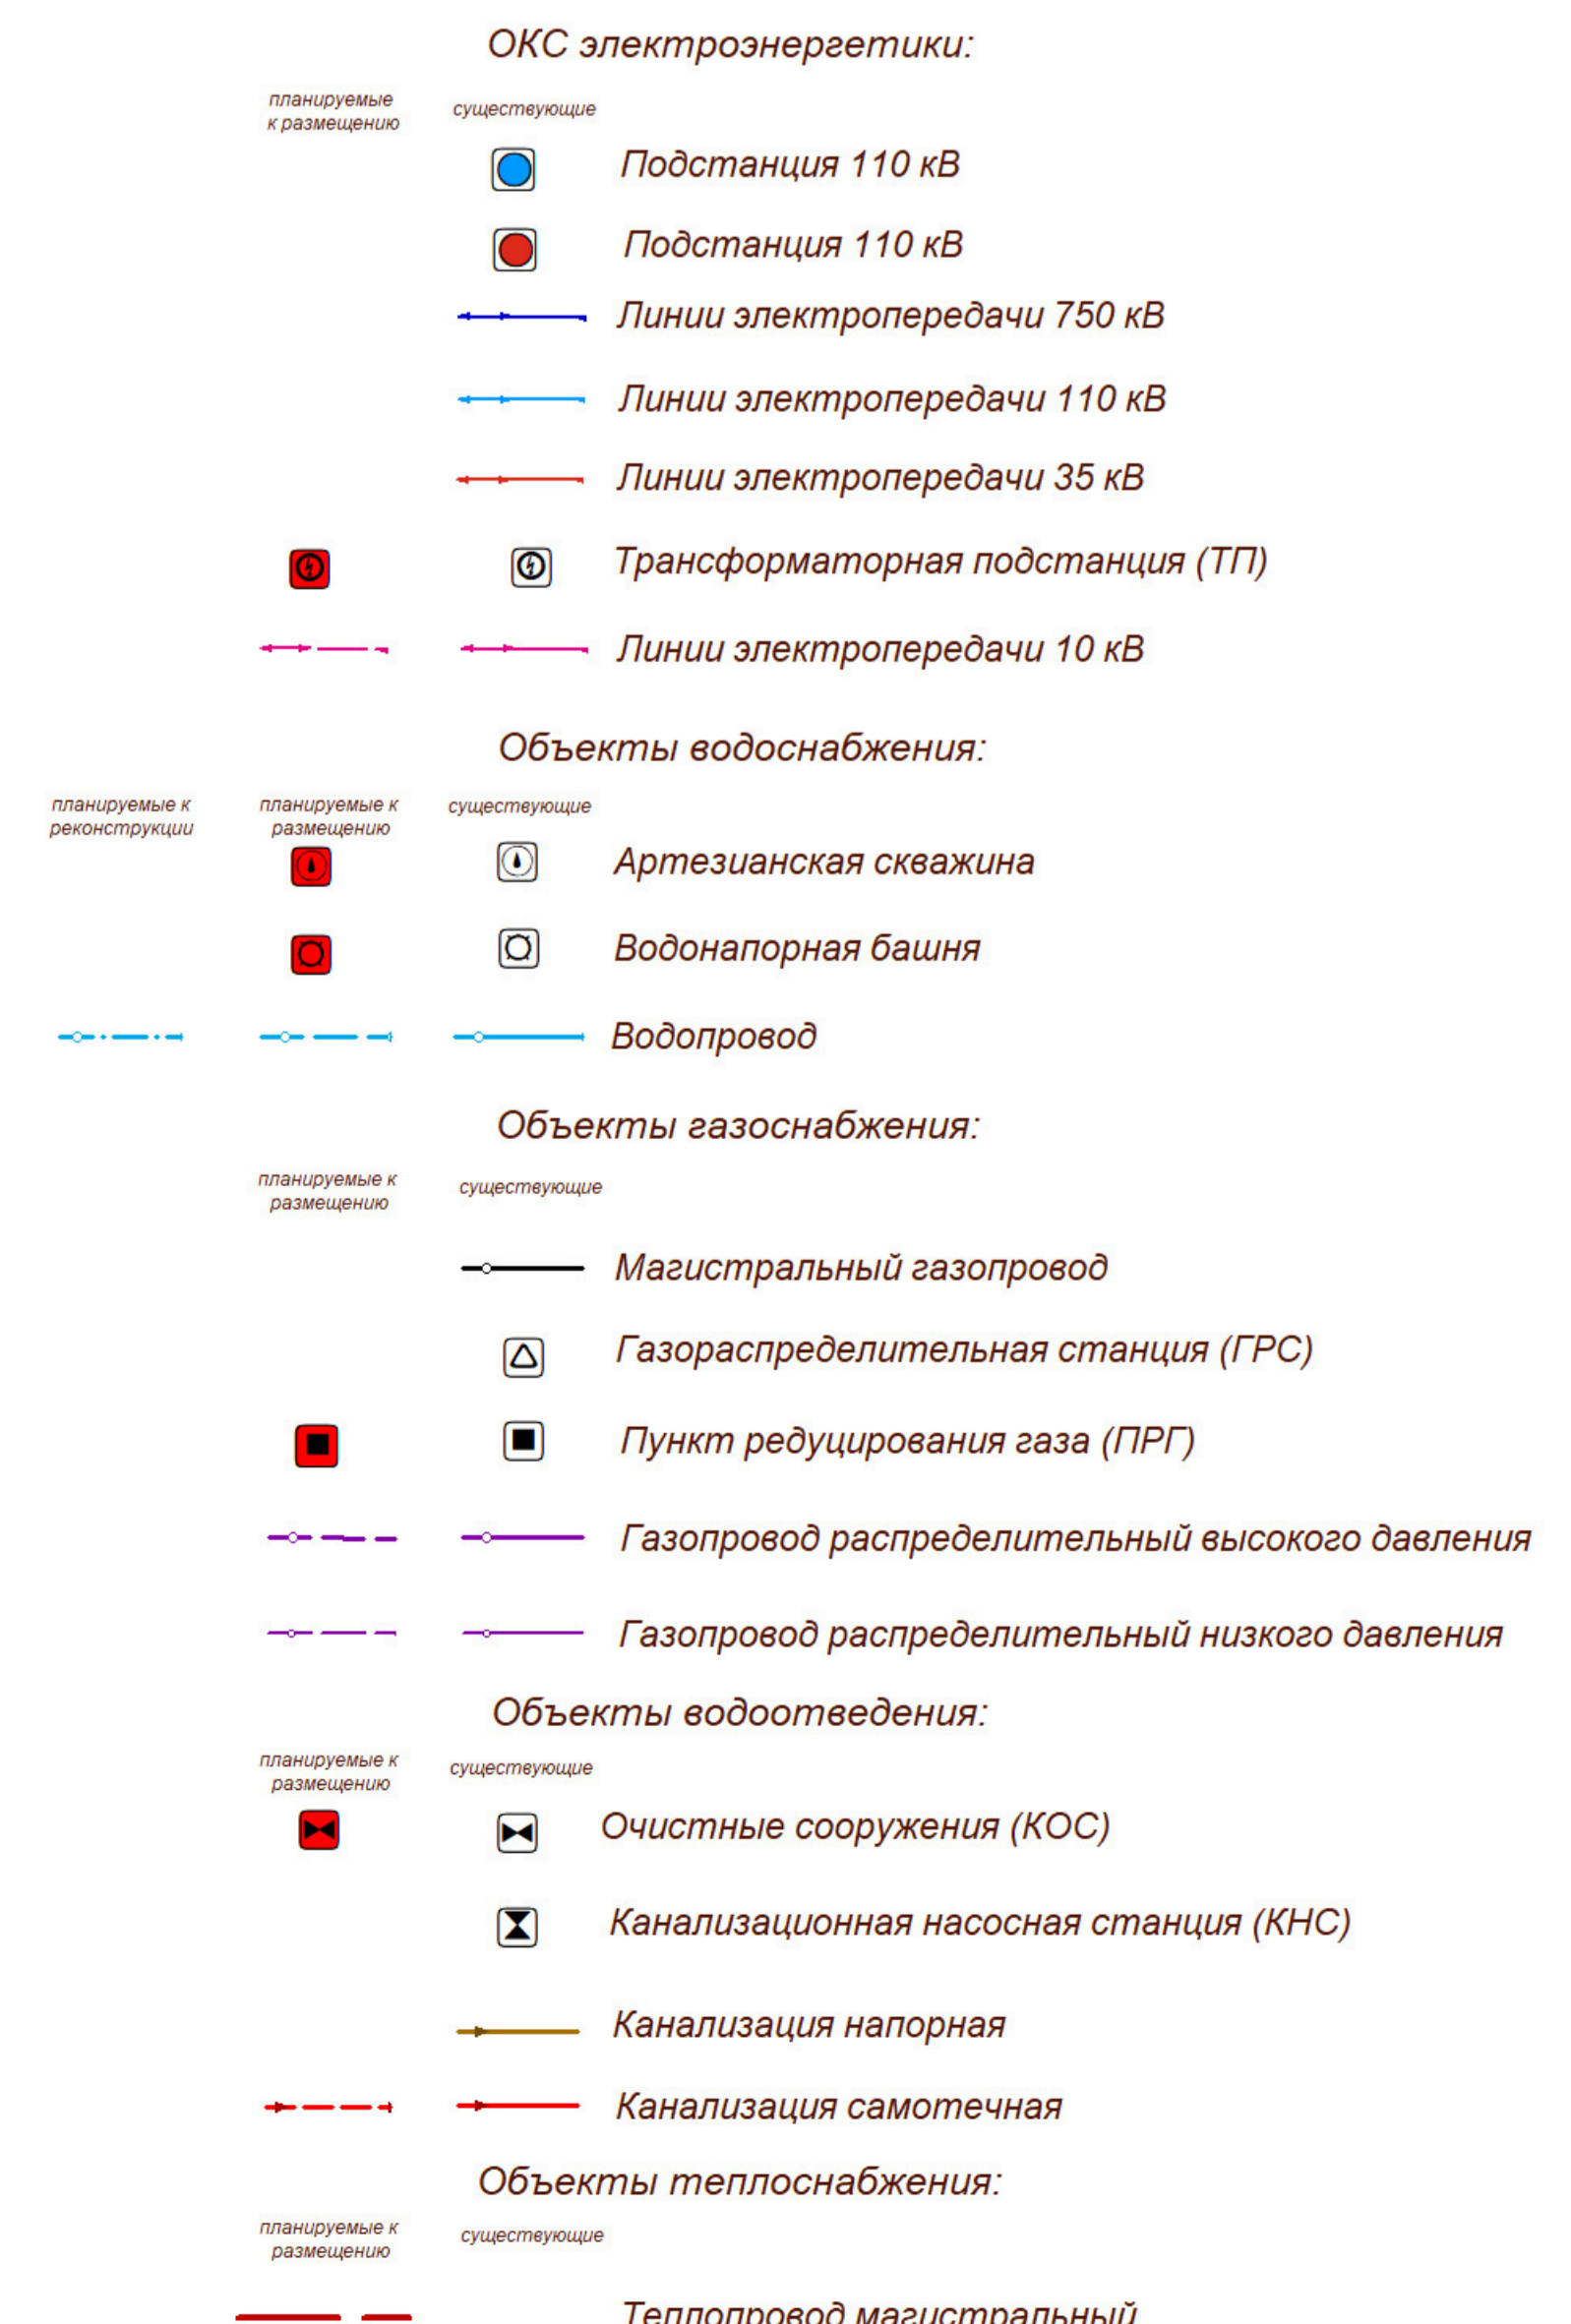 ОКС электроэнергетики:
планируемые
к размещению
существующие
Подстанция 110 кВ
Подстанция 110 кВ
Линии электропередачи 750 кВ
Линии электропередачи 110 кВ
Линии электропередачи 35 кВ
Трансформаторная подстанция (ТП)
Линии электропередачи 10 кВ
Объекты водоснабжения:
планируемые к
реконструкции
планируемые к
размещению
существующие
Артезианская скважина
Водонапорная башня
Водопровод
Объекты газоснабжения:
планируемые к
размещению
существующие
Магистральный газопровод
Газораспределительная станция (ГРС)
Пункт редуцирования газа (ПРГ)
Газопровод распределительный высокого давления
Газопровод распределительный низкого давления
Объекты водоотведения:
планируемые к
размещению
существующие
Очистные сооружения (КОС)
Канализационная насосная станция (КНС)
Канализация напорная
Канализация самотечная
Объекты теплоснабжения:
планируемые к
размещению
существующие
Теплопровод магистральный